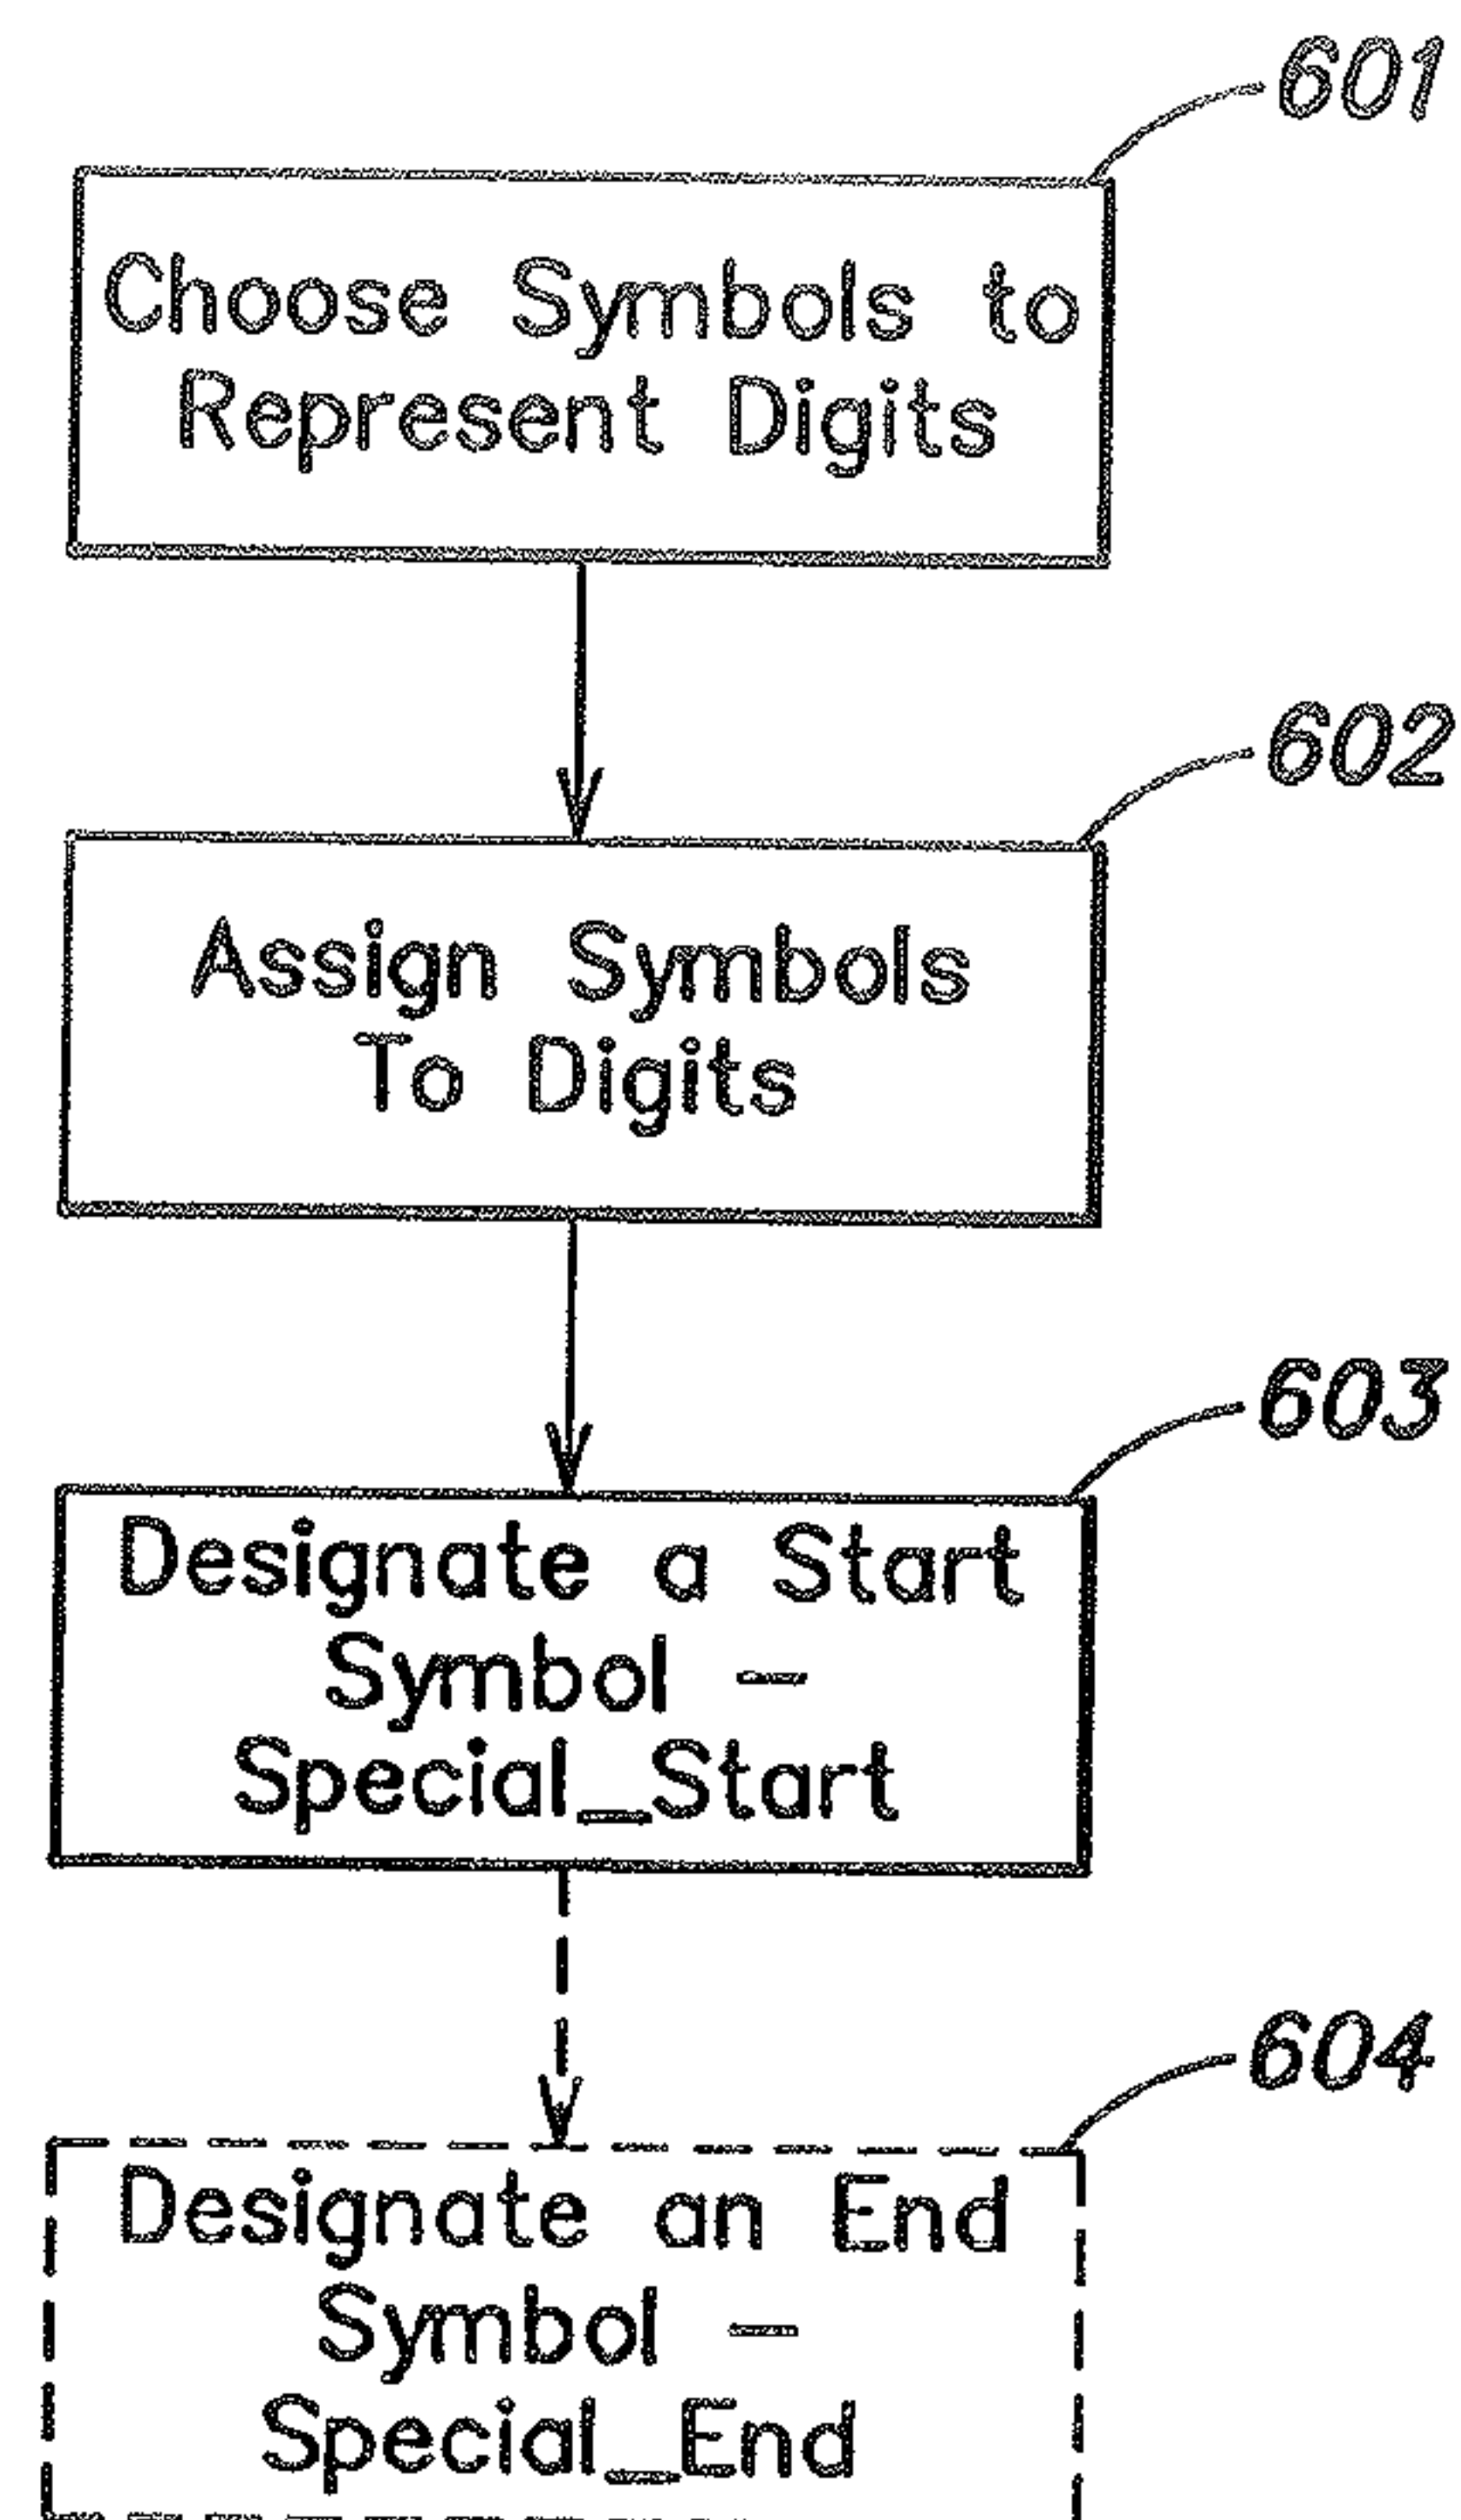 601
Choose Symbols to
Represent Digits
602
Assign Symbols
To Digits
603
Designate a Start
Symbol –
Special_Start
604
Designate an End
Symbol –
Special_End